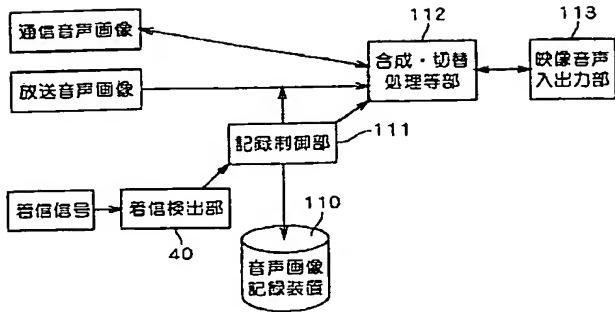 通信音声画像
112
113
合成・切替
処理等部
映像音声
入出力部
放送音声画像
記録制御部
111
着信信号
着信検出部
40
110
音声画像
記録装置